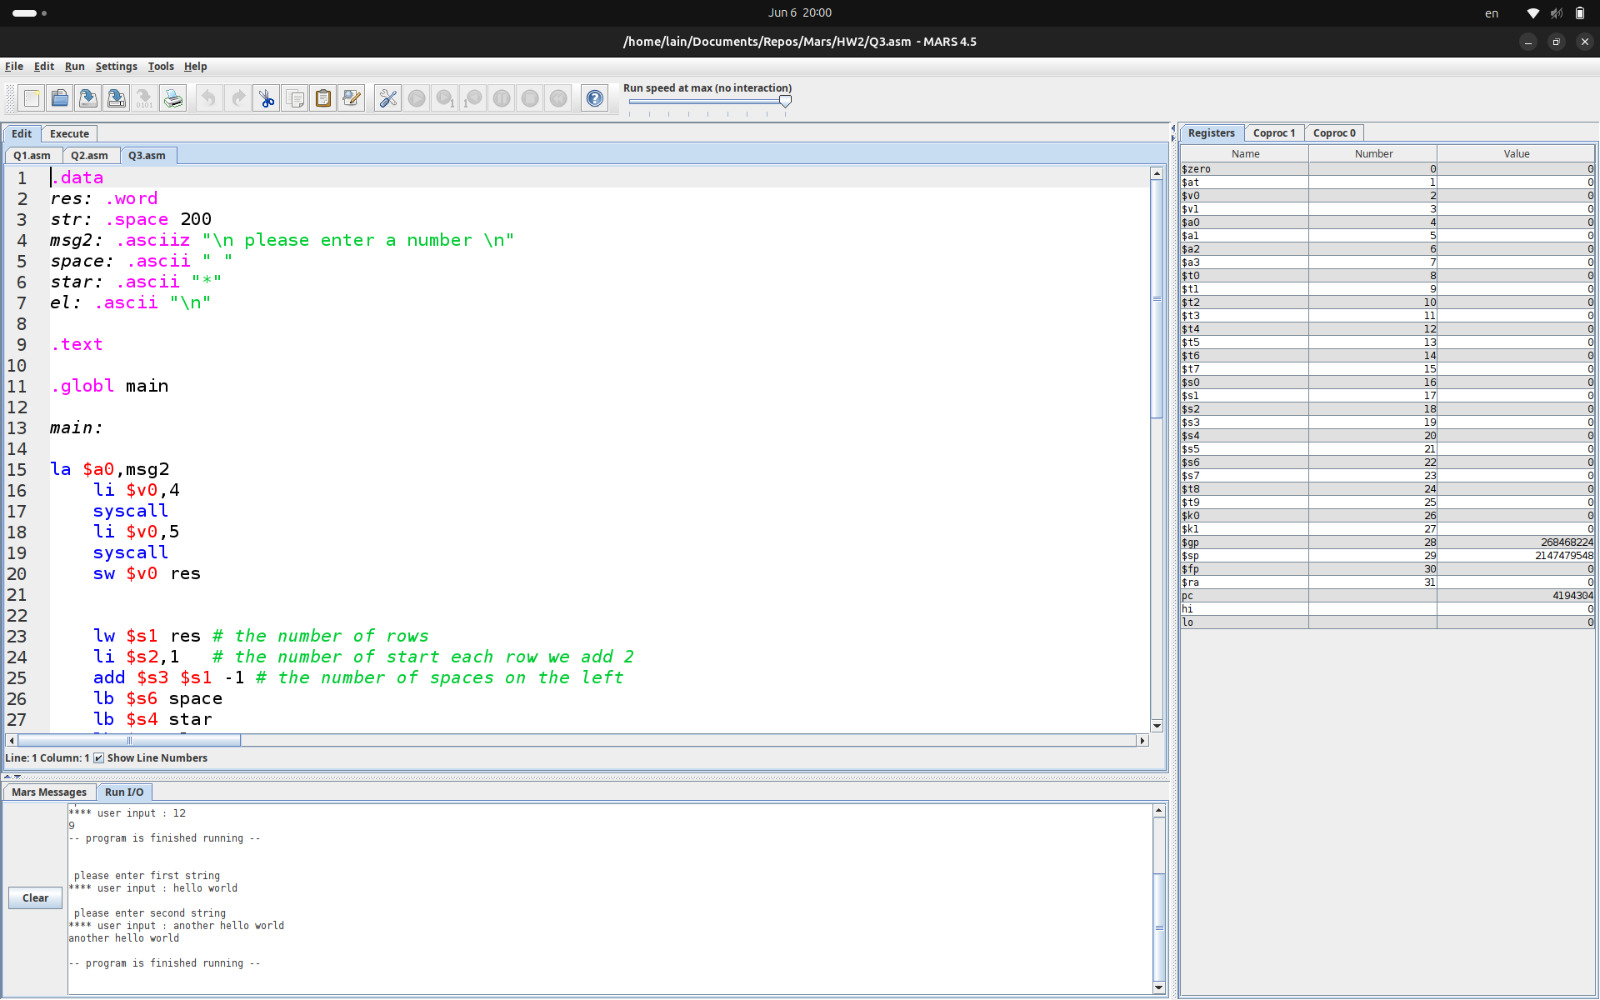 Jun 6 20:00
en
/home/lain/Documents/Repos/Mars/HW2/Q3.asm - MARS 4.5
File Edit Run Settings Tools Help
Run speed at max (no interaction)
Edit Execute
Q1.asm Q2.asm Q3.asm
1 .data
2 res: .word
3 str: .space 200
4 msg2: .asciiz "\n please enter a number \n"
5 space: .ascii " "
6 star: .ascii "*"
7 el: .ascii "\n"
8
9 .text
10
11 .globl main
12
13 main:
14
15 la $a0,msg2
16 li $v0,4
17 syscall
18 li $v0,5
19 syscall
20 sw $v0 res
21
22
23 lw $s1 res # the number of rows
24 li $s2,1 # the number of start each row we add 2
25 add $s3 $s1 -1 # the number of spaces on the left
26 lb $s6 space
27 lb $s4 star
Line: 1 Column: 1 Show Line Numbers
Mars Messages Run I/O
Clear
**** user input : 12
9
-- program is finished running --
please enter first string
**** user input : hello world
please enter second string
**** user input : another hello world
another hello world
-- program is finished running --
Registers Coproc 1 Coproc 0
Name Number Value
$zero 0 0
$at 1 0
$v0 2 0
$v1 3 0
$a0 4 0
$a1 5 0
$a2 6 0
$a3 7 0
$t0 8 0
$t1 9 0
$t2 10 0
$t3 11 0
$t4 12 0
$t5 13 0
$t6 14 0
$t7 15 0
$s0 16 0
$s1 17 0
$s2 18 0
$s3 19 0
$s4 20 0
$s5 21 0
$s6 22 0
$s7 23 0
$t8 24 0
$t9 25 0
$k0 26 0
$k1 27 0
$gp 28 268468224
$sp 29 2147479548
$fp 30 0
$ra 31 0
pc 4194304
hi 0
lo 0